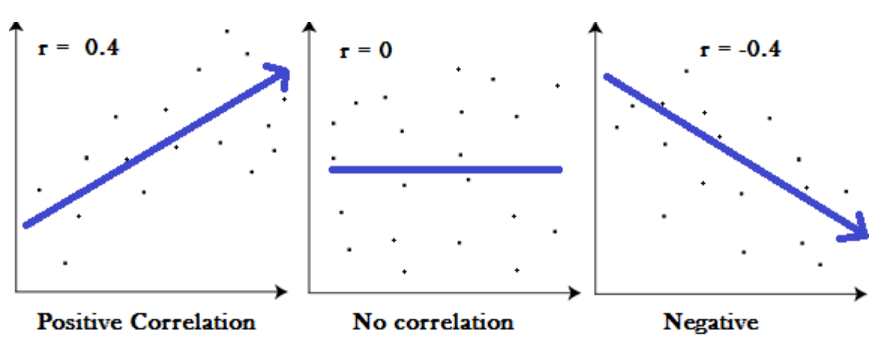 r = 0.4
r = 0
r = -0.4
Positive Correlation
No correlation
Negative